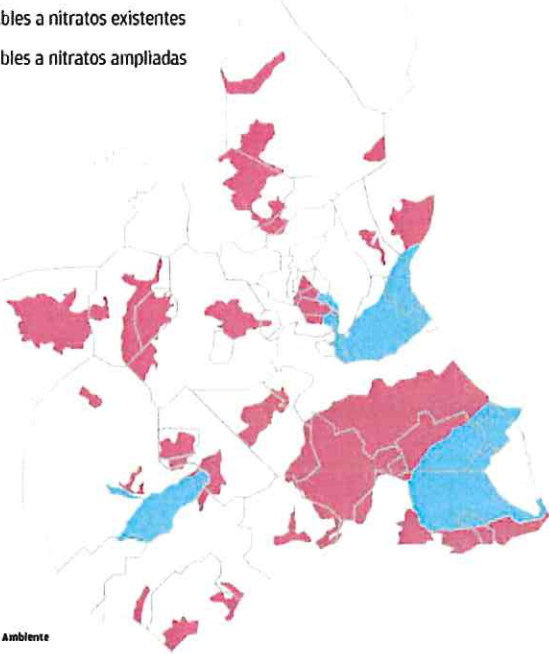 bles a nitratos existentes
bles a nitratos ampliadas
Ambiente